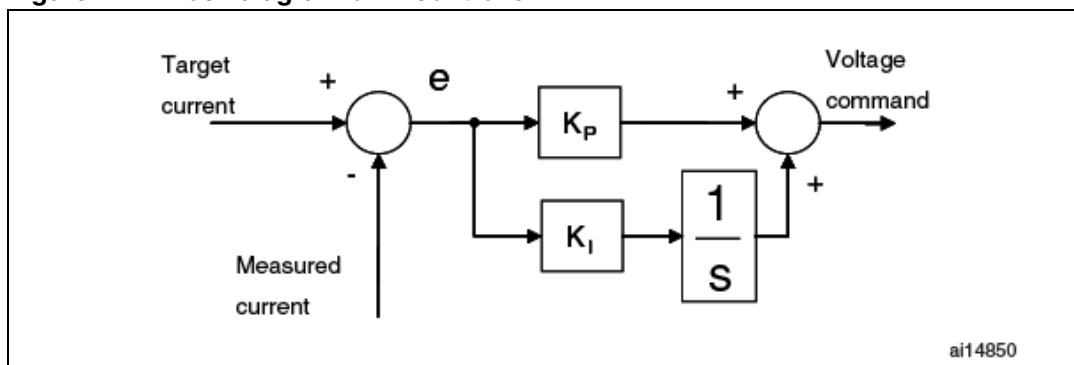 Target
current
+
-
e
Measured
current
K_P
K_I
1
S
+
+
Voltage
command
ai14850